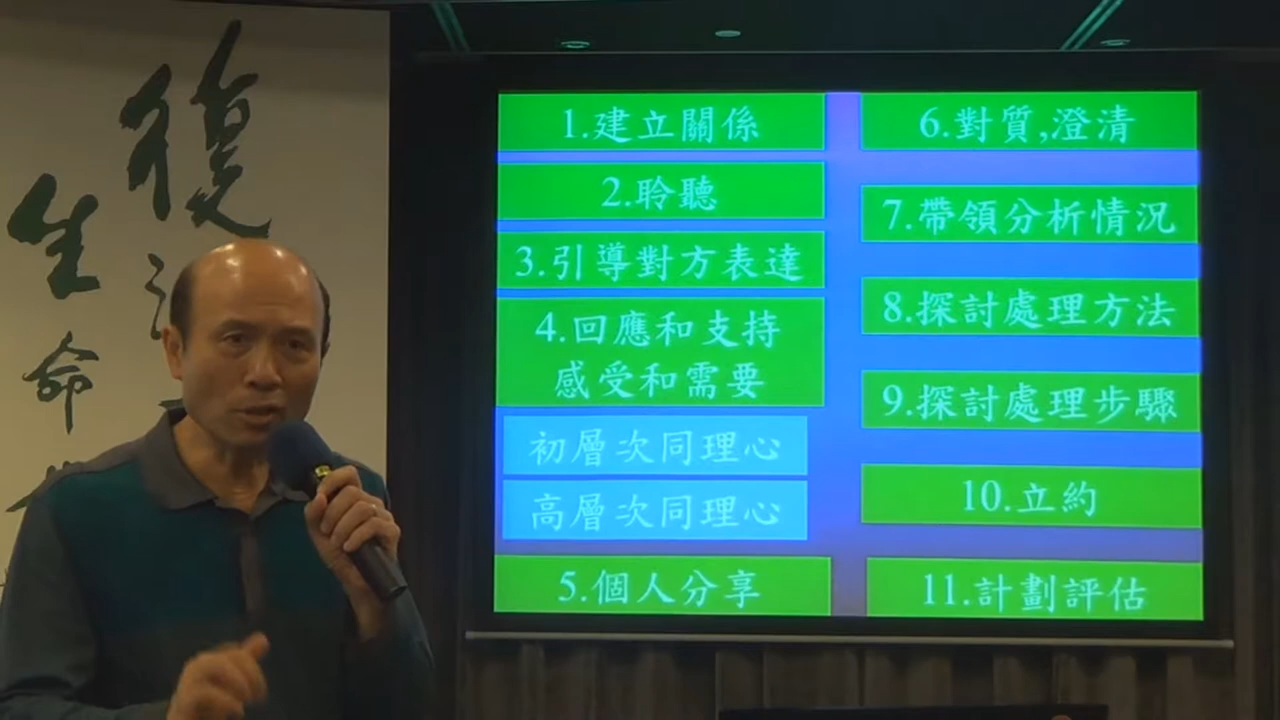 復
生命
1.建立關係
2.聆聽
3.引導對方表達
4.回應和支持
感受和需要
初層次同理心
高層次同理心
5.個人分享
6.對質,澄清
7.帶領分析情況
8.探討處理方法
9.探討處理步驟
10.立約
11.計劃評估